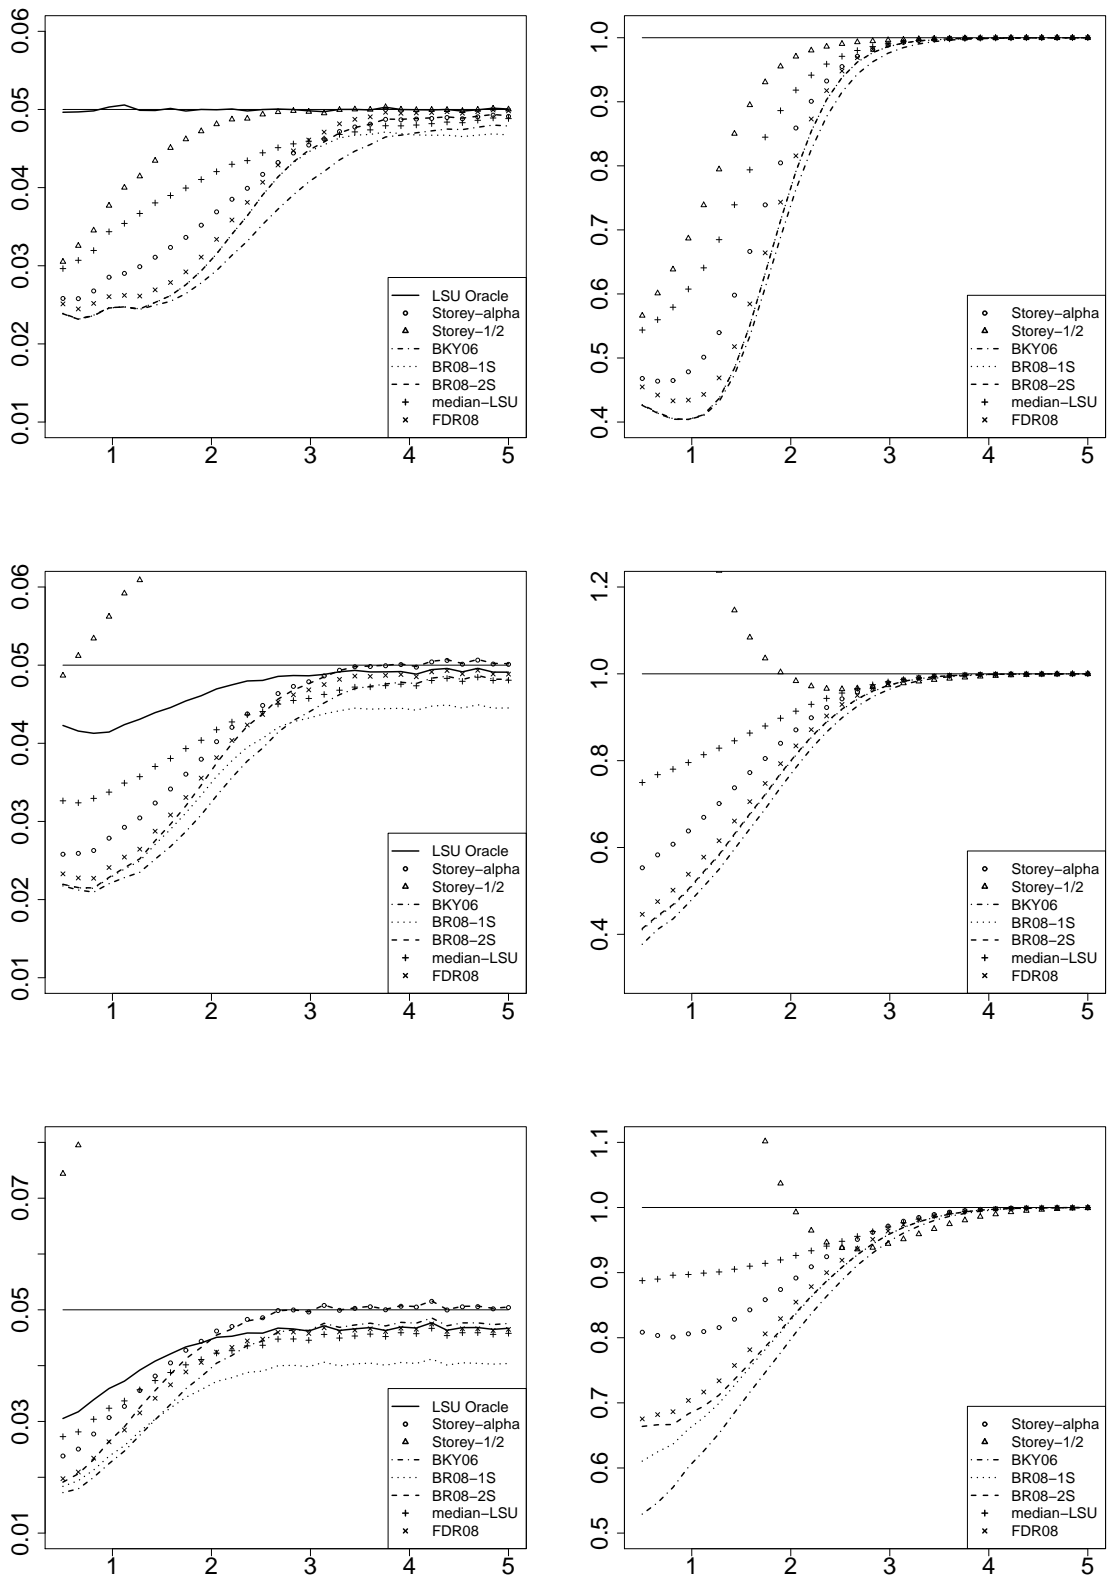 0.01 0.02 0.03 0.04 0.05 0.06
LSU Oracle
Storey−alpha
Storey−1/2
BKY06
BR08−1S
BR08−2S
median−LSU
FDR08
1 2 3 4 5
0.4 0.5 0.6 0.7 0.8 0.9 1.0
Storey−alpha
Storey−1/2
BKY06
BR08−1S
BR08−2S
median−LSU
FDR08
1 2 3 4 5
0.01 0.02 0.03 0.04 0.05 0.06
LSU Oracle
Storey−alpha
Storey−1/2
BKY06
BR08−1S
BR08−2S
median−LSU
FDR08
1 2 3 4 5
0.4 0.6 0.8 1.0 1.2
Storey−alpha
Storey−1/2
BKY06
BR08−1S
BR08−2S
median−LSU
FDR08
1 2 3 4 5
0.01 0.03 0.05 0.07
LSU Oracle
Storey−alpha
Storey−1/2
BKY06
BR08−1S
BR08−2S
median−LSU
FDR08
1 2 3 4 5
0.5 0.6 0.7 0.8 0.9 1.0 1.1
Storey−alpha
Storey−1/2
BKY06
BR08−1S
BR08−2S
median−LSU
FDR08
1 2 3 4 5